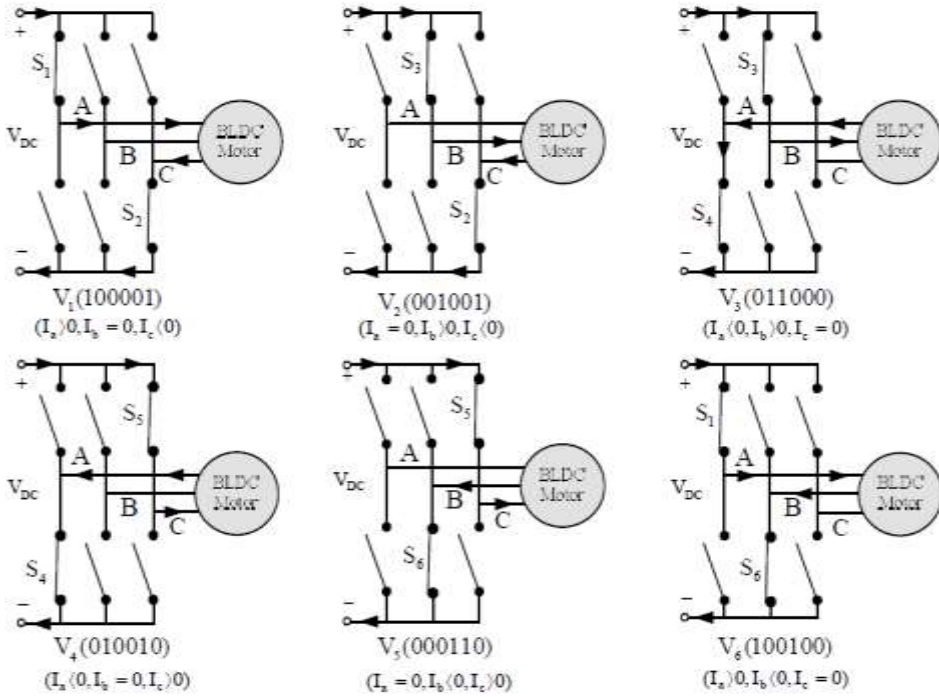 +
S1
A
VDC
BLDC
Motor
B
C
S2
−
V1(100001)
(Ia⟩0,Ib = 0,Ic⟨0)
+
S3
A
VDC
BLDC
Motor
B
C
S2
−
V2(001001)
(Ia = 0,Ib⟩0,Ic⟨0)
+
S3
A
VDC
BLDC
Motor
B
C
S4
−
V3(011000)
(Ia⟨0,Ib⟩0,Ic = 0)
+
S5
A
VDC
BLDC
Motor
B
C
S4
−
V4(010010)
(Ia⟨0,Ib = 0,Ic⟩0)
+
S5
A
VDC
BLDC
Motor
B
C
S6
−
V5(000110)
(Ia = 0,Ib⟨0,Ic⟩0)
+
S1
A
VDC
BLDC
Motor
B
C
S6
−
V6(100100)
(Ia⟩0,Ib⟨0,Ic = 0)